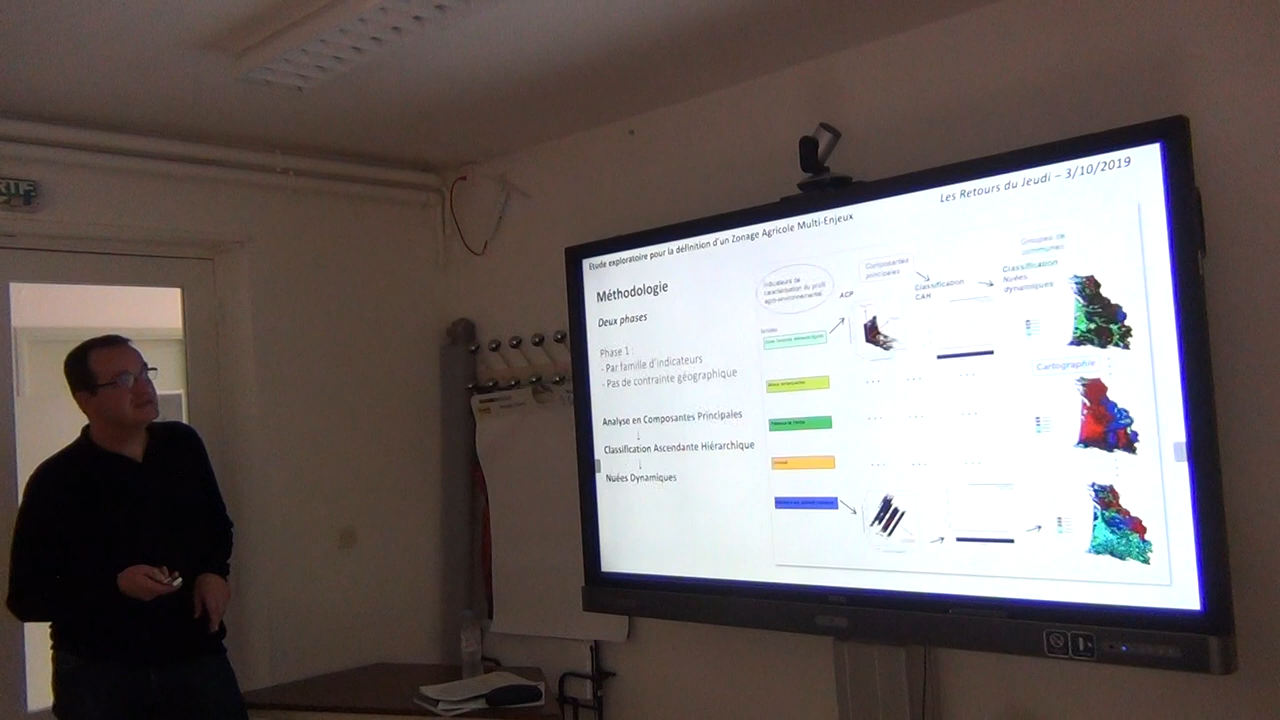 Les Retours du Jeudi – 3/10/2019
Etude exploratoire pour la définition d'un Zonage Agricole Multi-Enjeux
Méthodologie
Deux phases
Phase 1 :
- Par famille d'indicateurs
- Pas de contrainte géographique
Analyse en Composantes Principales
↓
Classification Ascendante Hiérarchique
↓
Nuées Dynamiques
Indicateurs de
caractérisation du profil
agro-environnemental
ACP
Composantes
principales
Classification
CAH
Classification
Nuées
dynamiques
Groupes de
communes
Cartographie